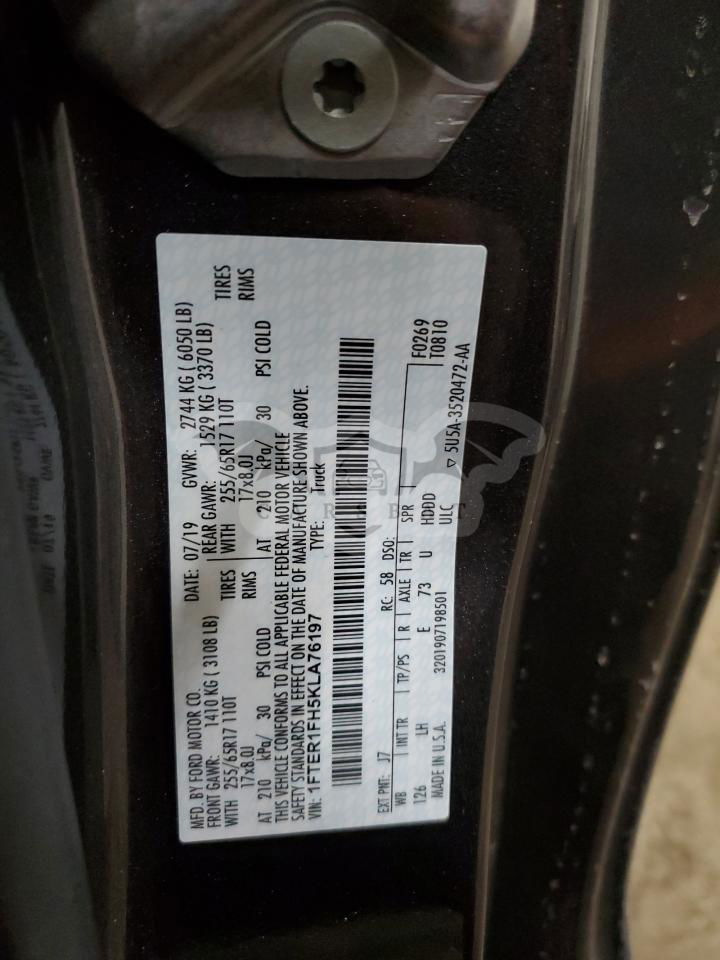 MFD. BY FORD MOTOR CO.
DATE: 07/19 GVWR: 2744 KG ( 6050 LB)
FRONT GAWR: 1410 KG ( 3108 LB) REAR GAWR: 1529 KG ( 3370 LB)
WITH 255/65R17 110T TIRES WITH 255/65R17 110T TIRES
17x8.0J RIMS 17x8.0J RIMS
AT 210 kPa/ 30 PSI COLD AT 210 kPa/ 30 PSI COLD
THIS VEHICLE CONFORMS TO ALL APPLICABLE FEDERAL MOTOR VEHICLE
SAFETY STANDARDS IN EFFECT ON THE DATE OF MANUFACTURE SHOWN ABOVE.
VIN: 1FTER1FH5KLA76197 TYPE: Truck
F0269
T0810
EXT PNT: J7 RC: 58 DSO:
WB INT TR TP/PS R AXLE TR SPR
126 LH E 73 U HDDD
MADE IN U.S.A. 3201907198501 ULC ▽ 5U5A-3520472-AA